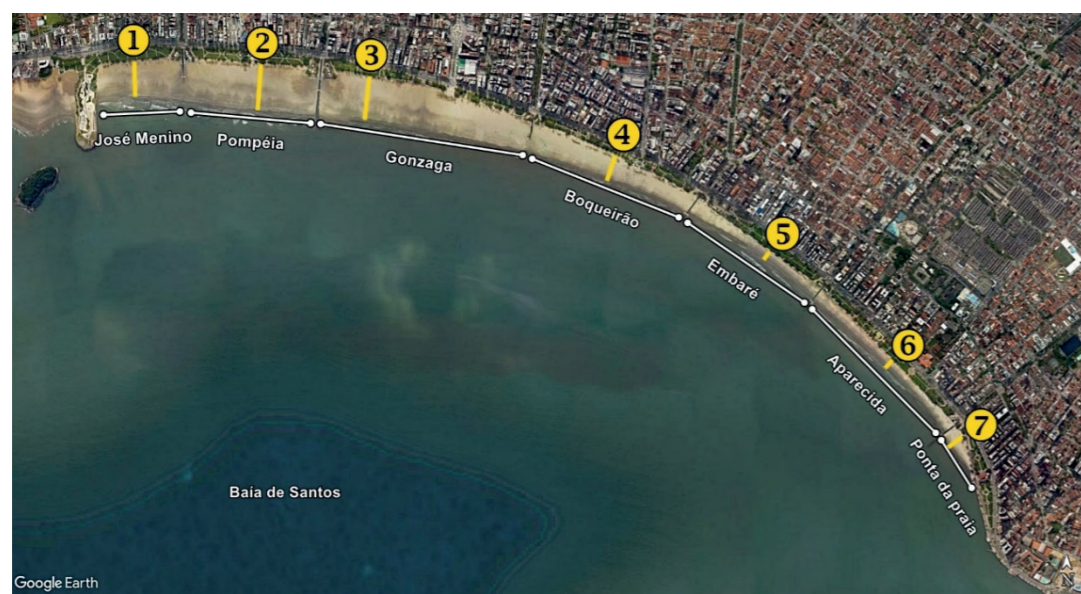 1
2
3
4
5
6
7
José Menino
Pompéia
Gonzaga
Boqueirão
Embaré
Aparecida
Ponta da praia
Baía de Santos
Google Earth
N